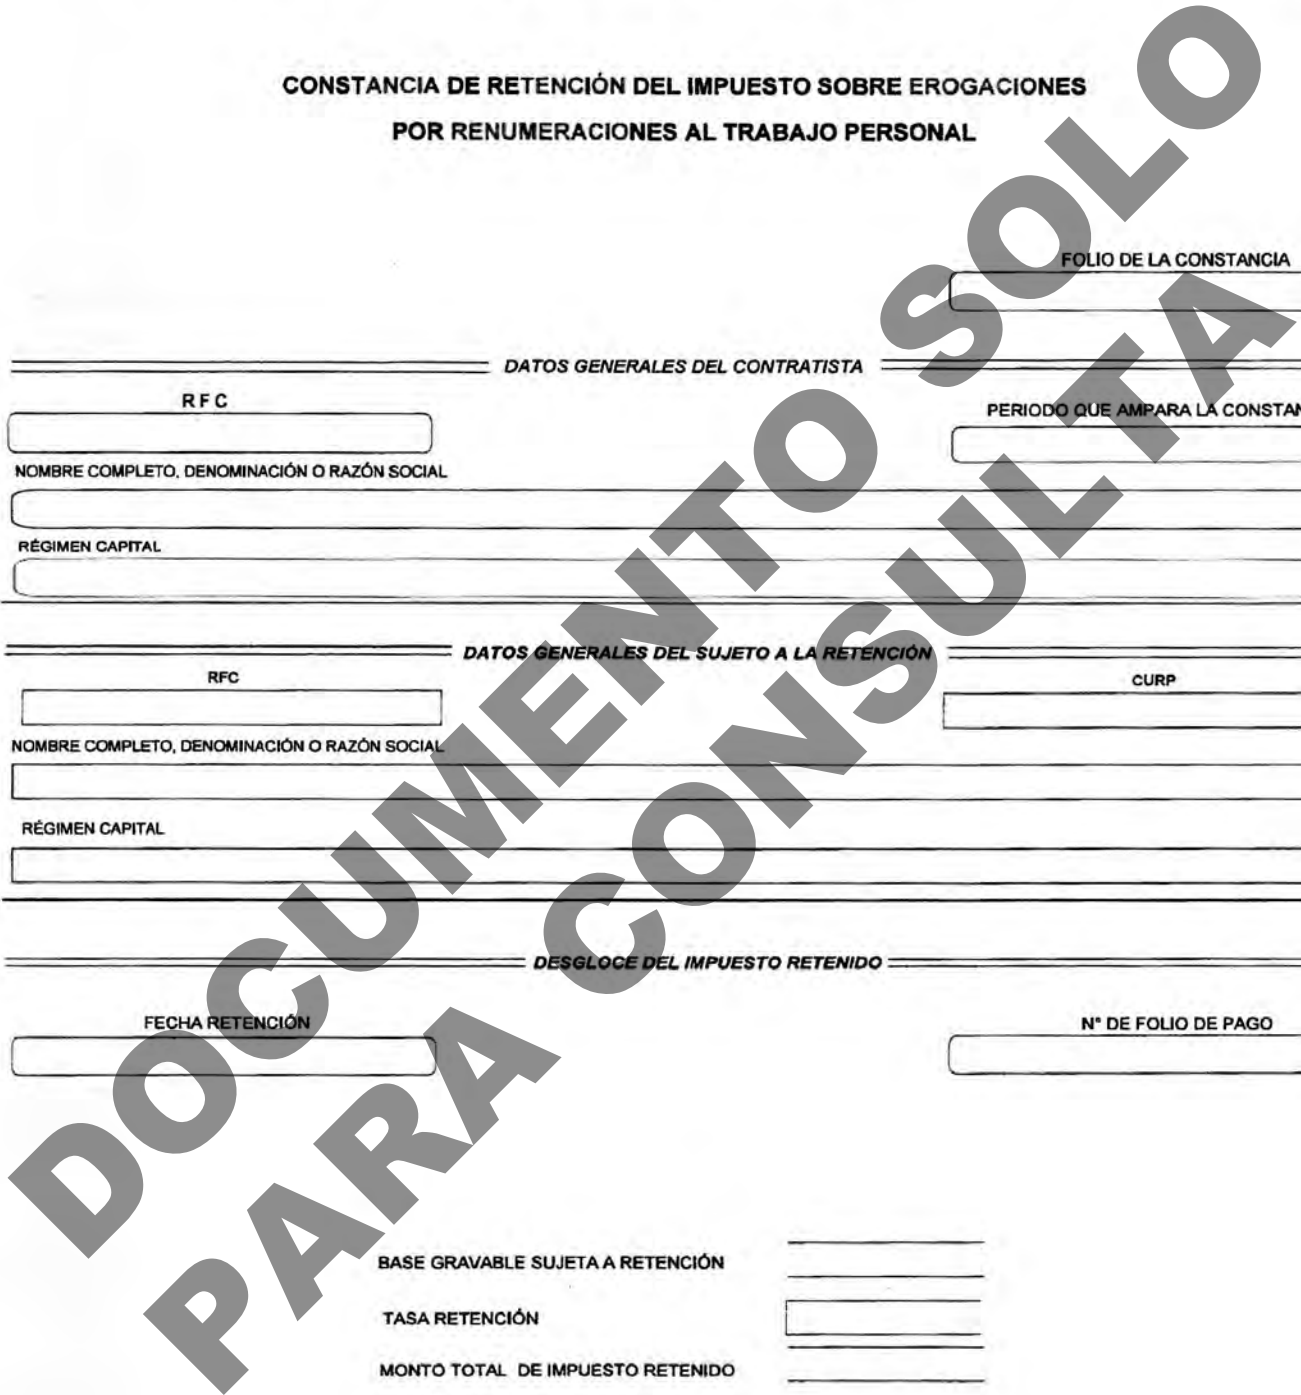 CONSTANCIA DE RETENCIÓN DEL IMPUESTO SOBRE EROGACIONES
POR RENUMERACIONES AL TRABAJO PERSONAL
FOLIO DE LA CONSTANCIA
DATOS GENERALES DEL CONTRATISTA
R F C
PERIODO QUE AMPARA LA CONSTAN
NOMBRE COMPLETO, DENOMINACIÓN O RAZÓN SOCIAL
RÉGIMEN CAPITAL
DATOS GENERALES DEL SUJETO A LA RETENCIÓN
RFC
CURP
NOMBRE COMPLETO, DENOMINACIÓN O RAZÓN SOCIAL
RÉGIMEN CAPITAL
DESGLOCE DEL IMPUESTO RETENIDO
FECHA RETENCIÓN
N° DE FOLIO DE PAGO
BASE GRAVABLE SUJETA A RETENCIÓN
TASA RETENCIÓN
MONTO TOTAL DE IMPUESTO RETENIDO
DOCUMENTO SOLO
PARA CONSULTA